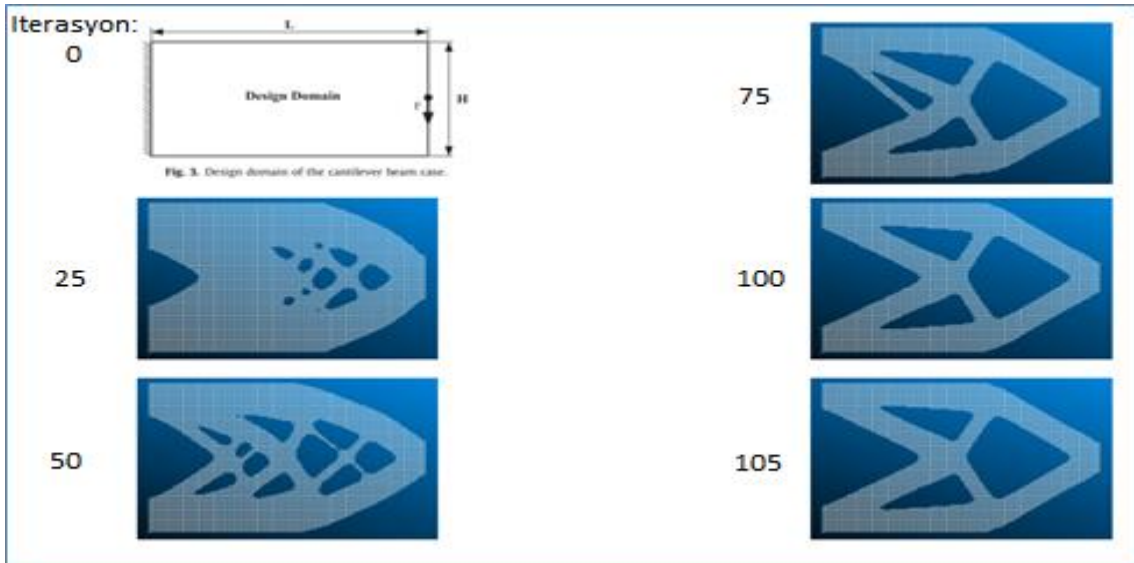 Iterasyon:
0
L
Design Domain
F
H
Fig. 3. Design domain of the cantilever beam case.
25
50
75
100
105